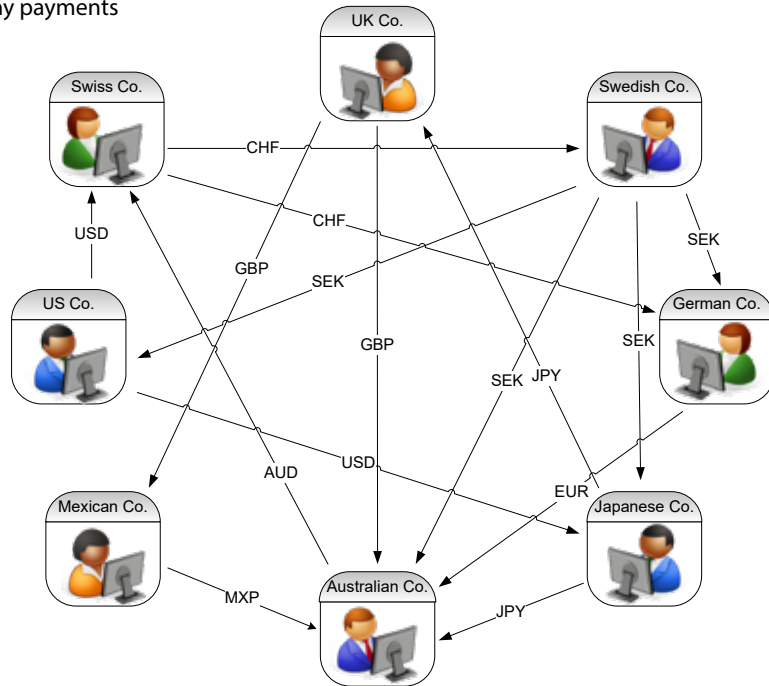 ay payments
UK Co.
Swiss Co.
Swedish Co.
CHF
CHF
USD
SEK
GBP
US Co.
SEK
German Co.
GBP
SEK
SEK
JPY
USD
AUD
EUR
Mexican Co.
Japanese Co.
Australian Co.
MXP
JPY